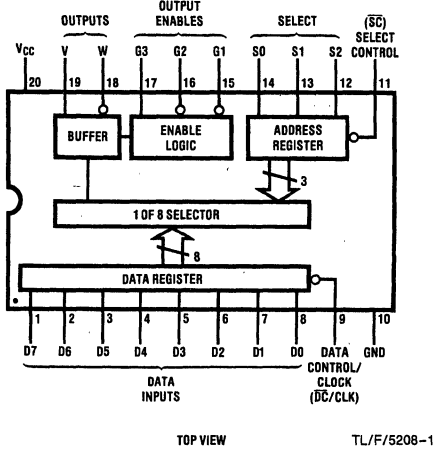 OUTPUTS
OUTPUT
ENABLES
SELECT
(SC)
SELECT
CONTROL
VCC V W G3 G2 G1 S0 S1 S2
20 19 18 17 16 15 14 13 12 11
BUFFER
ENABLE
LOGIC
ADDRESS
REGISTER
3
1 OF 8 SELECTOR
8
DATA REGISTER
1 2 3 4 5 6 7 8 9 10
D7 D6 D5 D4 D3 D2 D1 D0 DATA GND
CONTROL/
CLOCK
(DC/CLK)
DATA
INPUTS
TOP VIEW
TL/F/5208-1